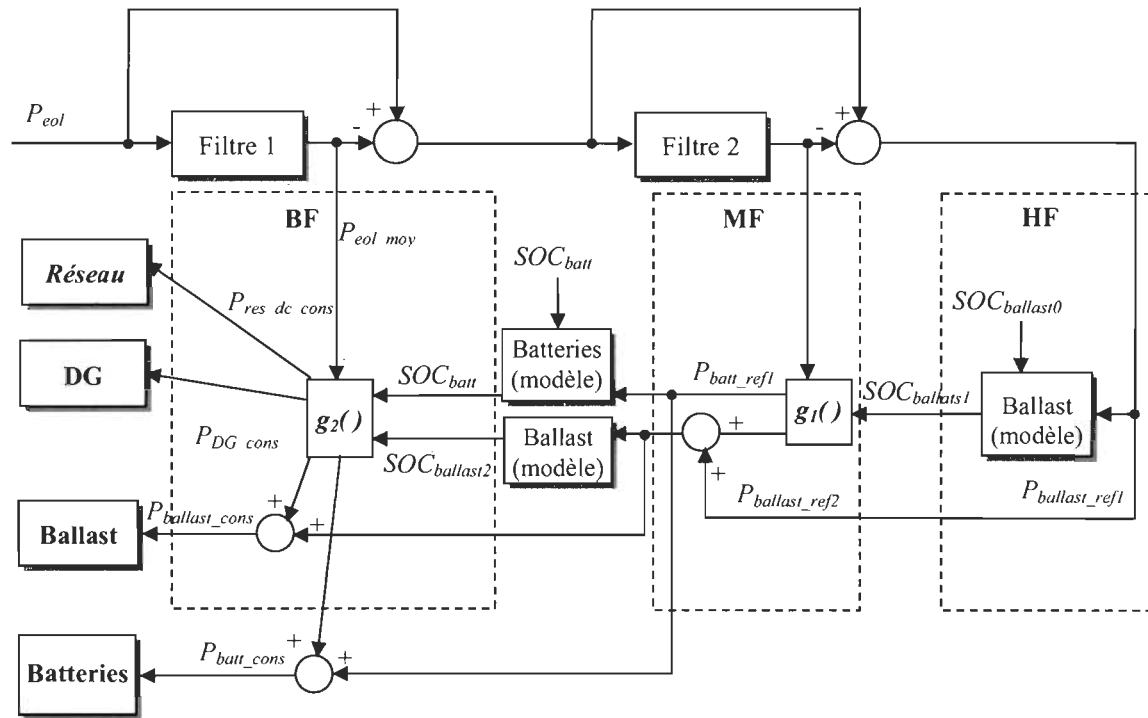 P_eol
+
-
Filtre 1
+
-
Filtre 2
BF
MF
HF
P_eol moy
Réseau
SOC_batt
P_res dc cons
SOC_ballast0
DG
Batteries
(modèle)
SOC_batt
P_batt_ref1
g_2()
g_1()
SOC_ballats1
Ballast
(modèle)
P_DG cons
SOC_ballast2
Ballast
(modèle)
+
+
P_ballast_ref2
P_ballast_ref1
P_ballast_cons
+
+
Ballast
+
P_batt_cons
+
Batteries